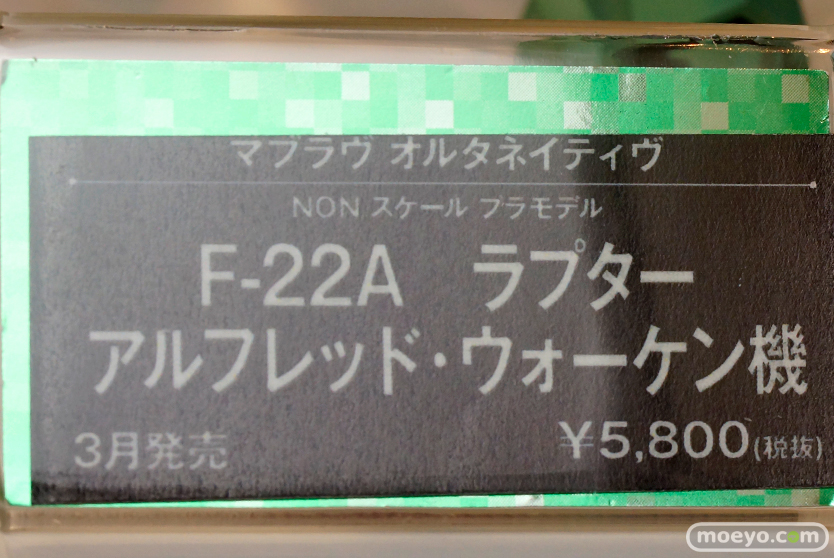 マブラヴ オルタネイティヴ
NON スケール プラモデル
F-22A　ラプター
アルフレッド・ウォーケン機
3月発売
¥5,800(税抜)
moeyo.com